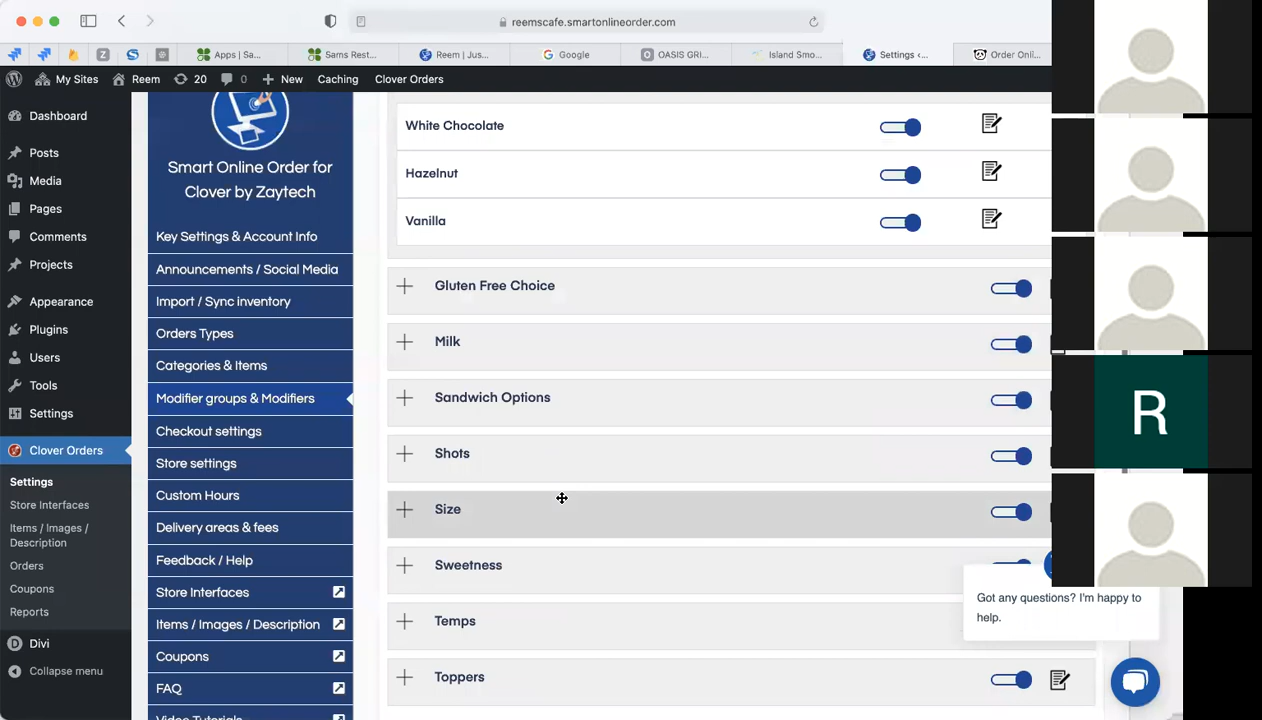 reemscafe.smartonlineorder.com
Apps | Sa...
Sams Rest...
Reem | Jus...
Google
OASIS GRI...
Island Smo...
Settings ‹...
Order Onli...
My Sites
Reem
20
0
New
Caching
Clover Orders
Dashboard
Posts
Media
Pages
Comments
Projects
Appearance
Plugins
Users
Tools
Settings
Clover Orders
Settings
Store Interfaces
Items / Images /
Description
Orders
Coupons
Reports
Divi
Collapse menu
Smart Online Order for
Clover by Zaytech
Key Settings & Account Info
Announcements / Social Media
Import / Sync inventory
Orders Types
Categories & Items
Modifier groups & Modifiers
Checkout settings
Store settings
Custom Hours
Delivery areas & fees
Feedback / Help
Store Interfaces
Items / Images / Description
Coupons
FAQ
Video Tutorials
White Chocolate
Hazelnut
Vanilla
Gluten Free Choice
Milk
Sandwich Options
Shots
Size
Sweetness
Temps
Toppers
Got any questions? I'm happy to
help.
R